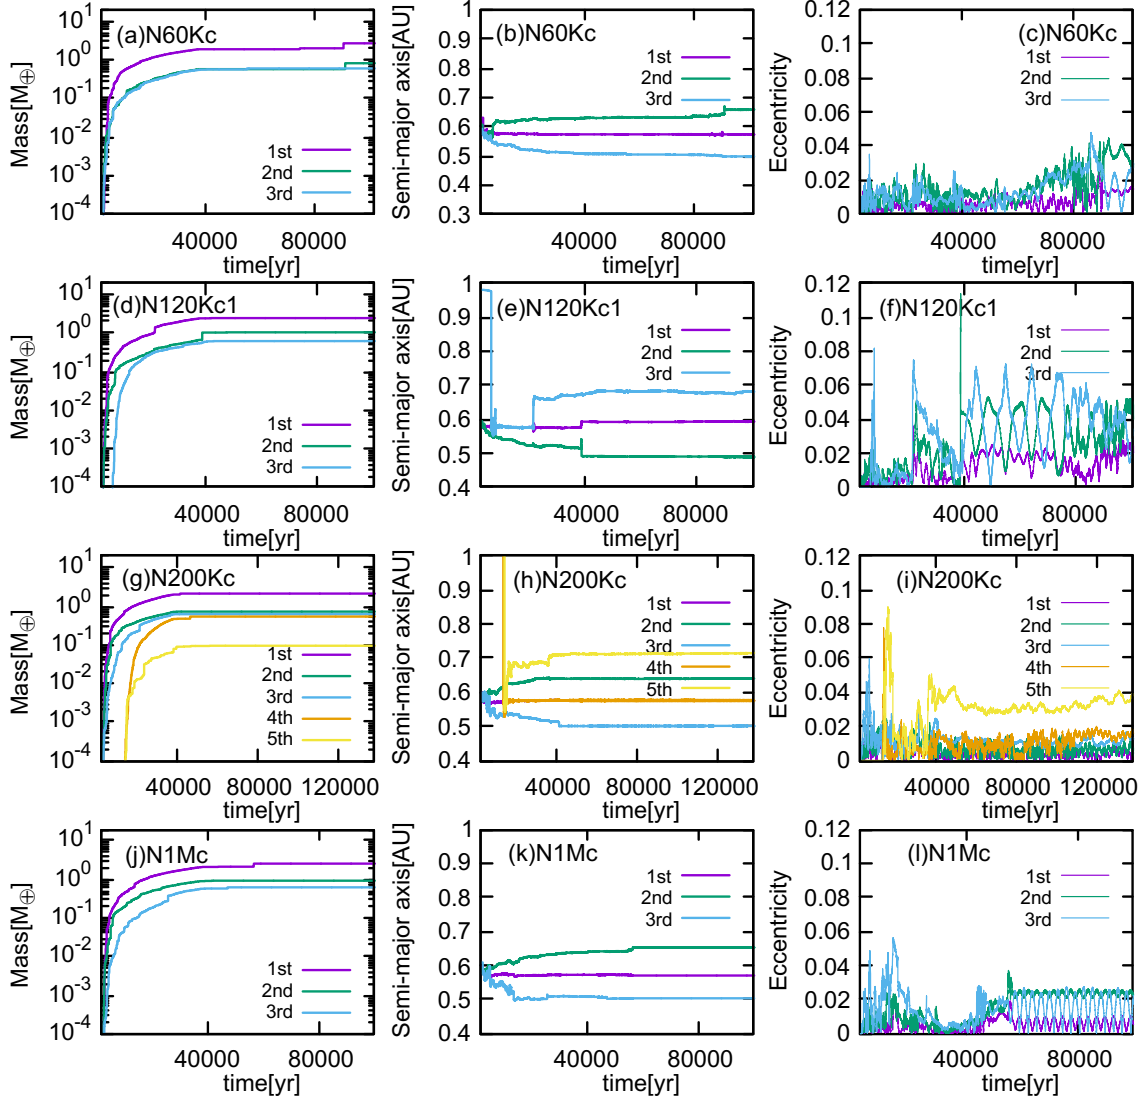 Mass[M⊕]
10^1
10^0
10^-1
10^-2
10^-3
10^-4
(a)N60Kc
1st
2nd
3rd
40000 80000
time[yr]
Semi-major axis[AU]
1
0.9
0.8
0.7
0.6
0.5
0.4
0.3
(b)N60Kc
1st
2nd
3rd
40000 80000
time[yr]
Eccentricity
0.12
0.1
0.08
0.06
0.04
0.02
0
(c)N60Kc
1st
2nd
3rd
40000 80000
time[yr]
Mass[M⊕]
10^1
10^0
10^-1
10^-2
10^-3
10^-4
(d)N120Kc1
1st
2nd
3rd
40000 80000
time[yr]
Semi-major axis[AU]
1
0.9
0.8
0.7
0.6
0.5
0.4
(e)N120Kc1
1st
2nd
3rd
40000 80000
time[yr]
Eccentricity
0.12
0.1
0.08
0.06
0.04
0.02
0
(f)N120Kc1
1st
2nd
3rd
40000 80000
time[yr]
Mass[M⊕]
10^1
10^0
10^-1
10^-2
10^-3
10^-4
(g)N200Kc
1st
2nd
3rd
4th
5th
40000 80000 120000
time[yr]
Semi-major axis[AU]
1
0.9
0.8
0.7
0.6
0.5
0.4
(h)N200Kc
1st
2nd
3rd
4th
5th
40000 80000 120000
time[yr]
Eccentricity
0.12
0.1
0.08
0.06
0.04
0.02
0
(i)N200Kc
1st
2nd
3rd
4th
5th
40000 80000 120000
time[yr]
Mass[M⊕]
10^1
10^0
10^-1
10^-2
10^-3
10^-4
(j)N1Mc
1st
2nd
3rd
40000 80000
time[yr]
Semi-major axis[AU]
1
0.9
0.8
0.7
0.6
0.5
0.4
(k)N1Mc
1st
2nd
3rd
40000 80000
time[yr]
Eccentricity
0.12
0.1
0.08
0.06
0.04
0.02
0
(l)N1Mc
1st
2nd
3rd
40000 80000
time[yr]